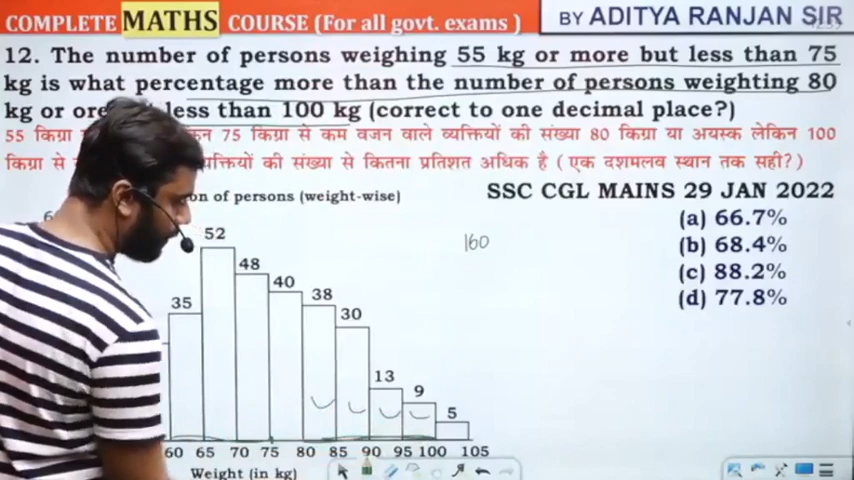 COMPLETE MATHS COURSE (For all govt. exams )
BY ADITYA RANJAN SIR
12. The number of persons weighing 55 kg or more but less than 75
kg is what percentage more than the number of persons weighting 80
kg or ore less than 100 kg (correct to one decimal place?)
55 किग्रा 75 किग्रा से कम वजन वाले व्यक्तियों की संख्या 80 किग्रा या अयस्क लेकिन 100
किग्रा से की संख्या से कितना प्रतिशत अधिक है ( एक दशमलव स्थान तक सही?)
of persons (weight-wise)
SSC CGL MAINS 29 JAN 2022
(a) 66.7%
(b) 68.4%
(c) 88.2%
(d) 77.8%
160
52
48
40
38
35
30
13
9
5
60 65 70 75 80 85 90 95 100 105
Weight (in kg)